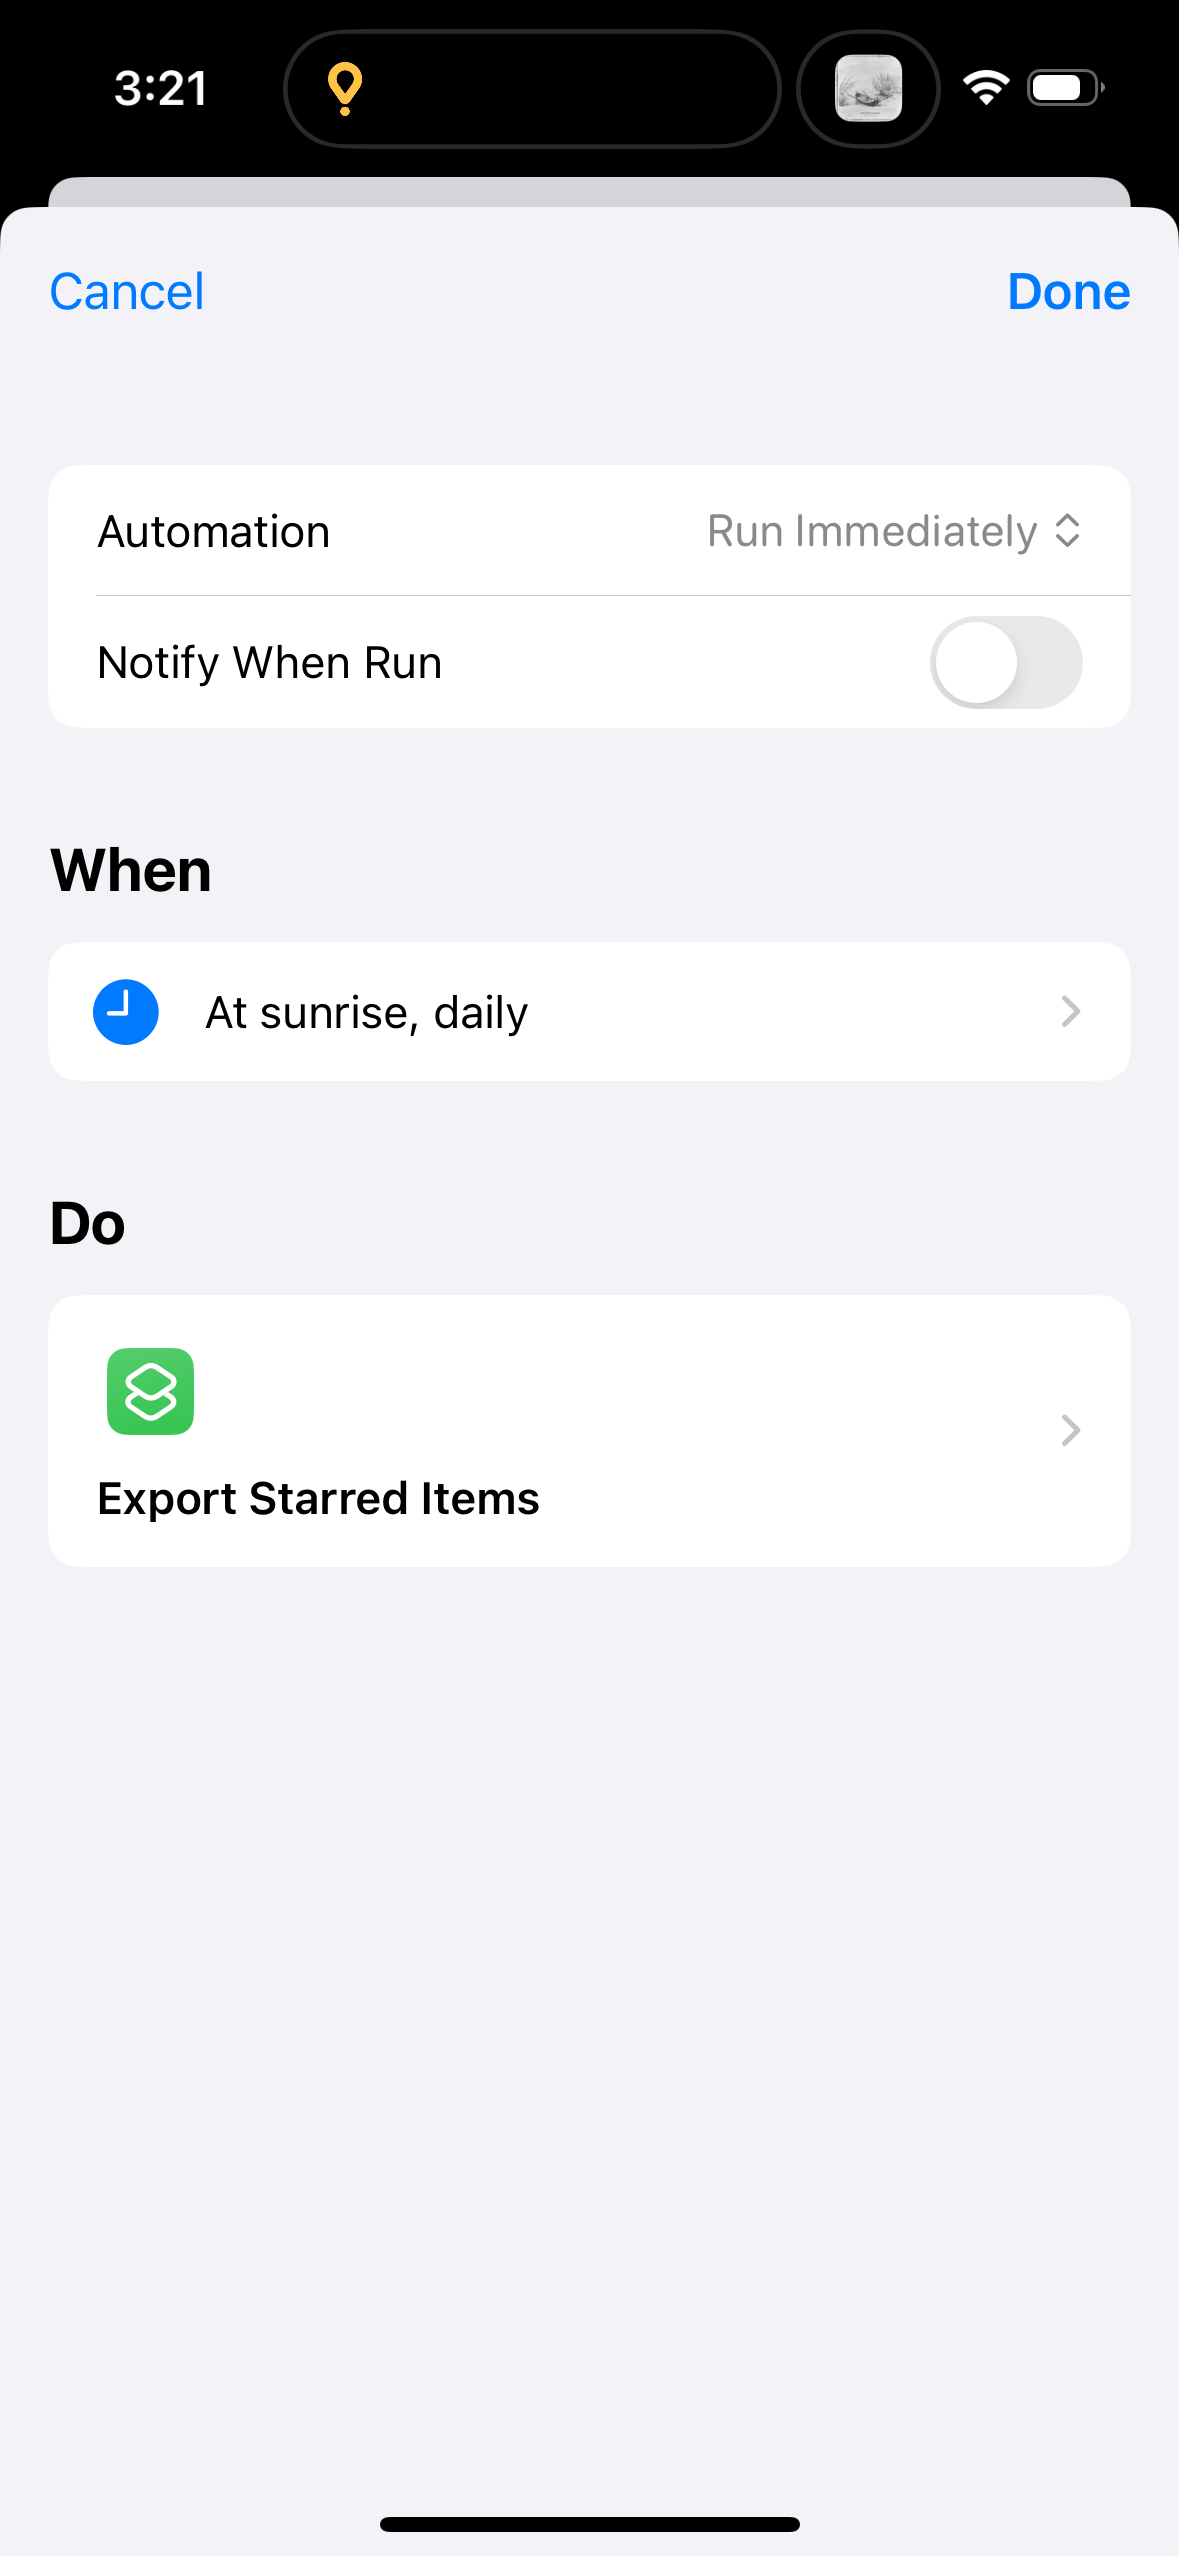 3:21
Cancel
Done
Automation
Run Immediately
Notify When Run
When
At sunrise, daily
Do
Export Starred Items